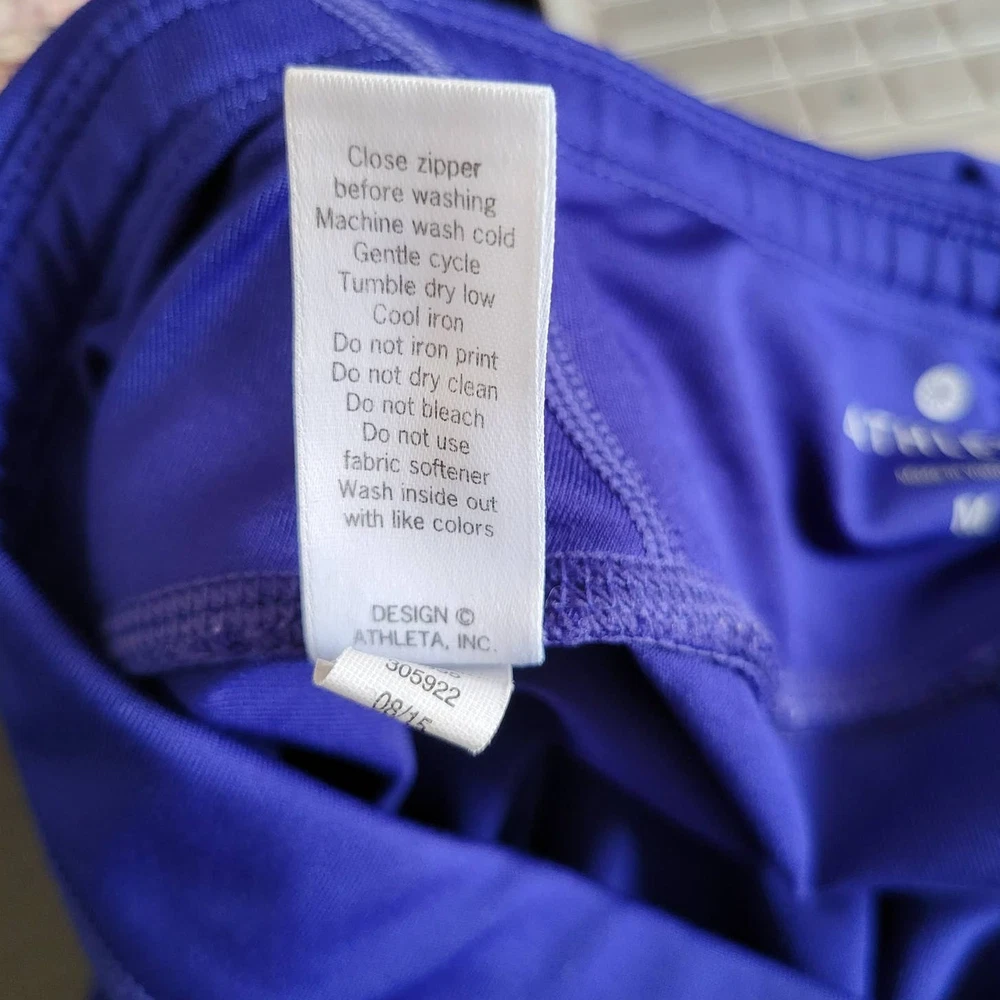 Close zipper
before washing
Machine wash cold
Gentle cycle
Tumble dry low
Cool iron
Do not iron print
Do not dry clean
Do not bleach
Do not use
fabric softener
Wash inside out
with like colors
DESIGN ©
ATHLETA, INC.
305922
08/15
M